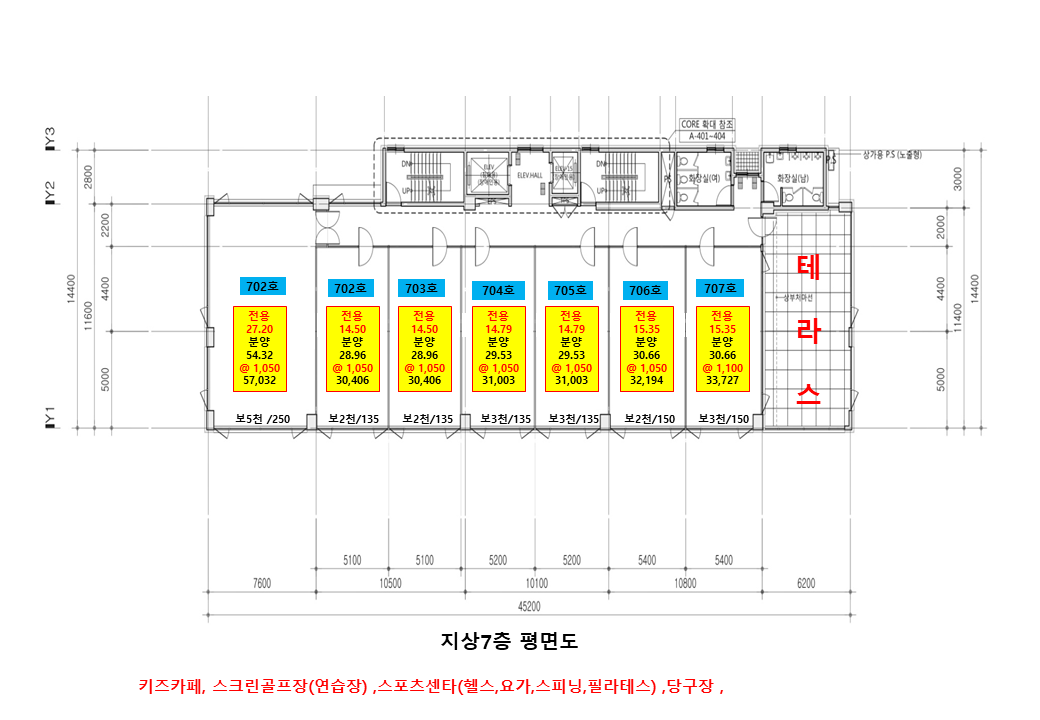 CORE 확대 참조
A-401~404
상가용 P.S (노출형)
P.S
DN
UP
ELEV.
ELEV.HALL
DN
UP
화장실(여)
화장실(남)
Y3
Y2
Y1
2800
2200
4400
5000
11600
14400
3000
2000
4400
5000
11400
14400
702호
전용
27.20
분양
54.32
@ 1,050
57,032
보5천 /250
702호
전용
14.50
분양
28.96
@ 1,050
30,406
보2천/135
703호
전용
14.50
분양
28.96
@ 1,050
30,406
보2천/135
704호
전용
14.79
분양
29.53
@ 1,050
31,003
보3천/135
705호
전용
14.79
분양
29.53
@ 1,050
31,003
보3천/135
706호
전용
15.35
분양
30.66
@ 1,050
32,194
보2천/150
707호
전용
15.35
분양
30.66
@ 1,100
33,727
보3천/150
테
라
스
상부처마선
5100 5100 5200 5200 5400 5400
7600 10500 10100 10800 6200
45200
지상7층 평면도
키즈카페, 스크린골프장(연습장) ,스포츠센타(헬스,요가,스피닝,필라테스) ,당구장 ,